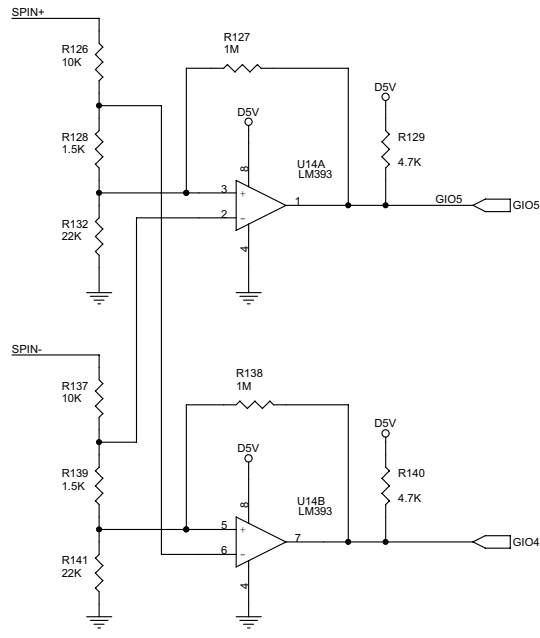 SPIN+
R126
10K
R127
1M
D5V
D5V
R128
1.5K
R129
4.7K
U14A
LM393
8
3
+
1
GIO5
GIO5
2
-
R132
22K
4
SPIN-
R137
10K
R138
1M
D5V
D5V
R139
1.5K
R140
4.7K
U14B
LM393
8
5
+
7
GIO4
6
-
R141
22K
4